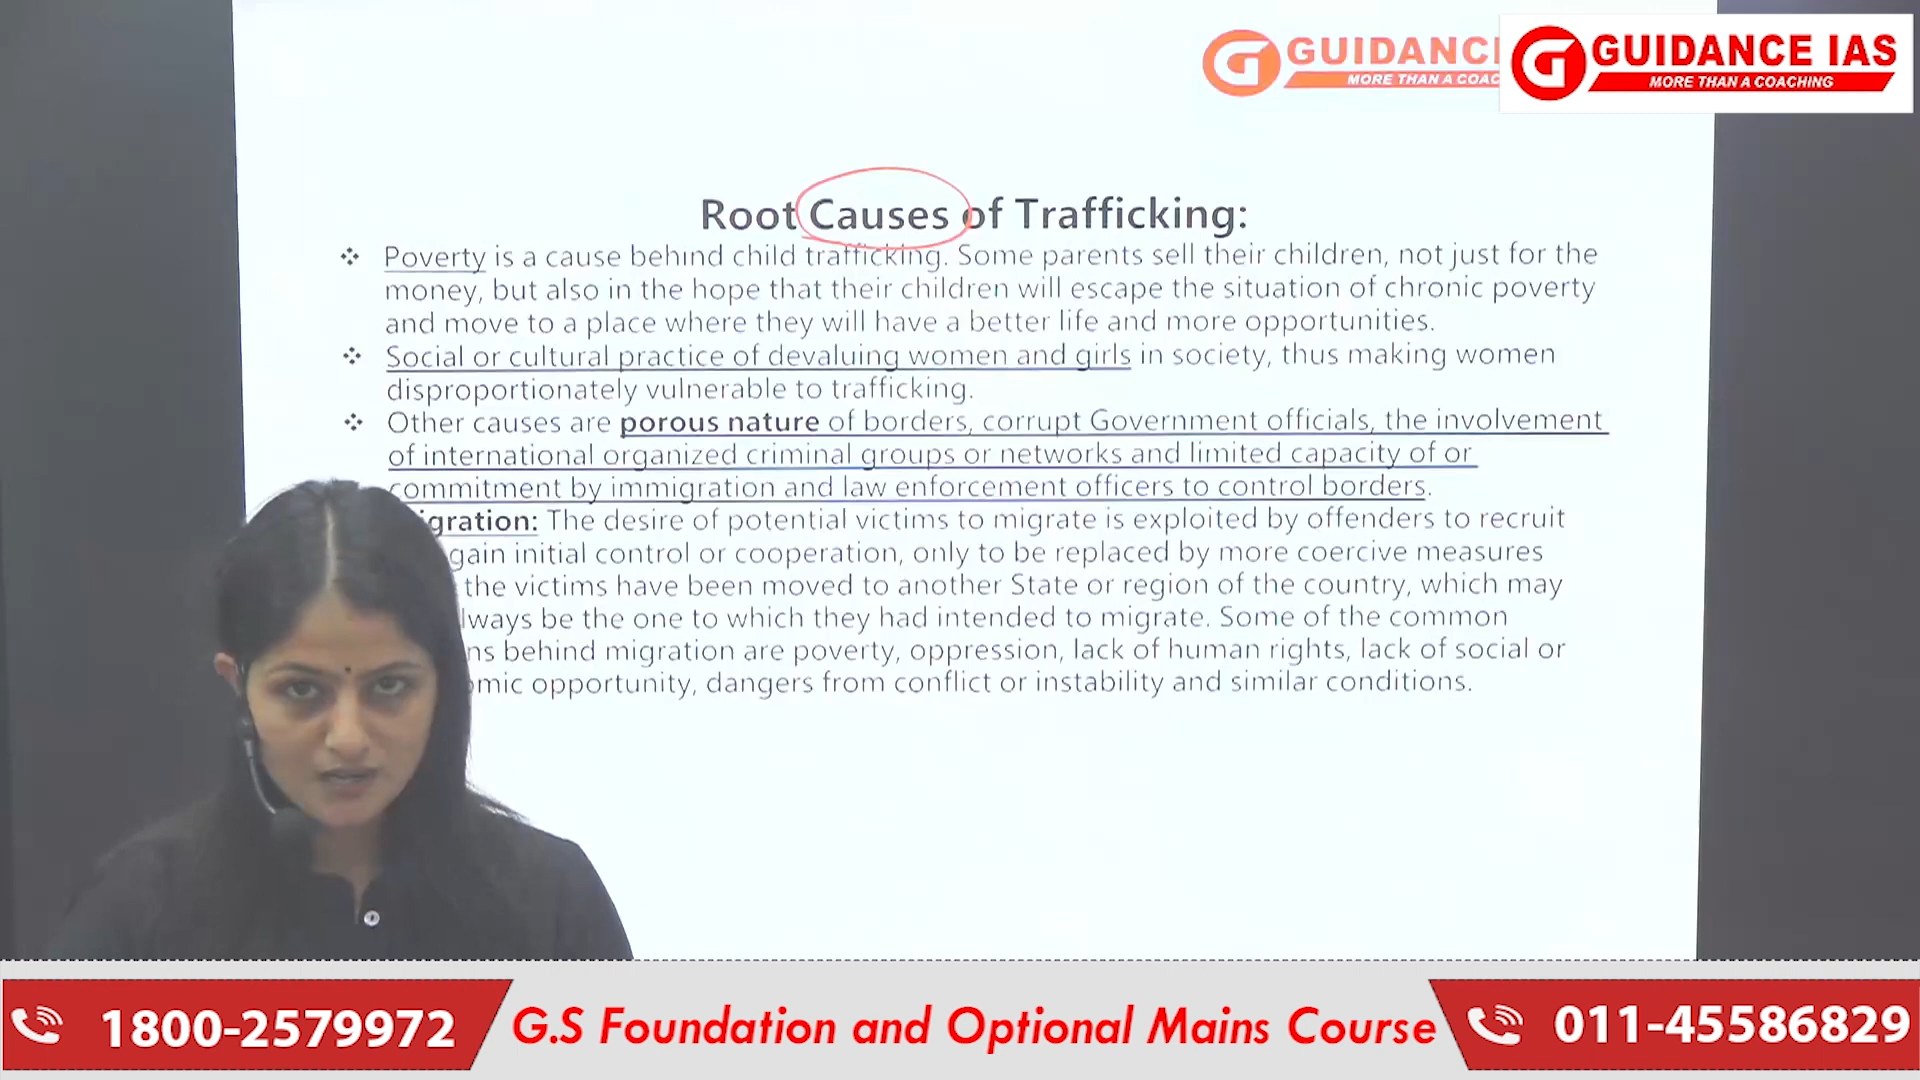 GUIDANCE IAS
MORE THAN A COACHING
GUIDANC
MORE THAN A COAC
Root Causes of Trafficking:
Poverty is a cause behind child trafficking. Some parents sell their children, not just for the
money, but also in the hope that their children will escape the situation of chronic poverty
and move to a place where they will have a better life and more opportunities.
Social or cultural practice of devaluing women and girls in society, thus making women
disproportionately vulnerable to trafficking.
Other causes are porous nature of borders, corrupt Government officials, the involvement
of international organized criminal groups or networks and limited capacity of or
commitment by immigration and law enforcement officers to control borders.
igration: The desire of potential victims to migrate is exploited by offenders to recruit
gain initial control or cooperation, only to be replaced by more coercive measures
the victims have been moved to another State or region of the country, which may
lways be the one to which they had intended to migrate. Some of the common
ns behind migration are poverty, oppression, lack of human rights, lack of social or
mic opportunity, dangers from conflict or instability and similar conditions.
1800-2579972
G.S Foundation and Optional Mains Course
011-45586829